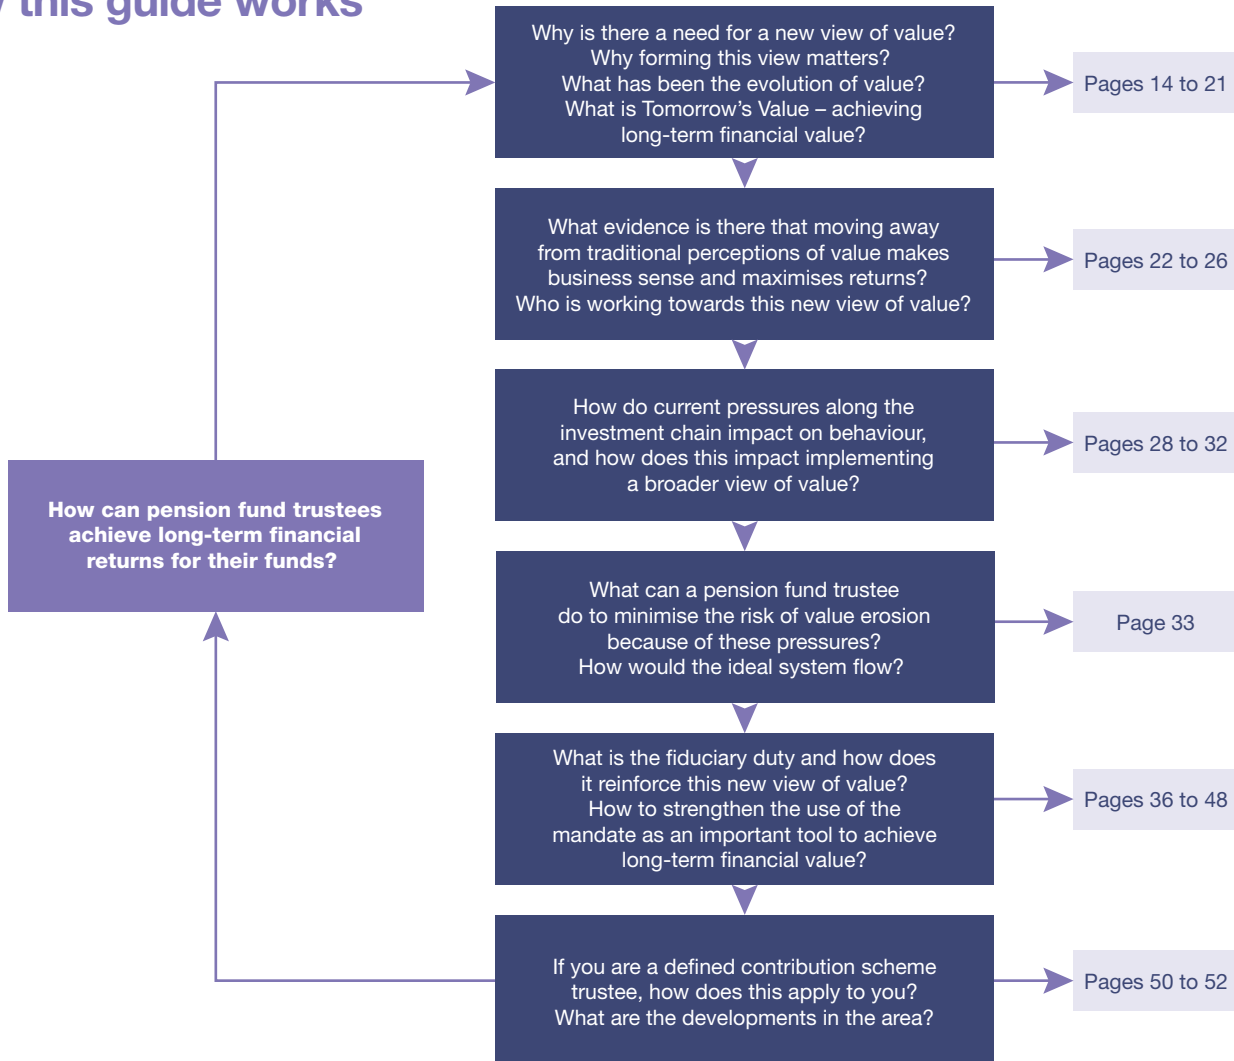 this guide works
Why is there a need for a new view of value?
Why forming this view matters?
What has been the evolution of value?
What is Tomorrow’s Value – achieving
long-term financial value?
Pages 14 to 21
What evidence is there that moving away
from traditional perceptions of value makes
business sense and maximises returns?
Who is working towards this new view of value?
Pages 22 to 26
How do current pressures along the
investment chain impact on behaviour,
and how does this impact implementing
a broader view of value?
Pages 28 to 32
How can pension fund trustees
achieve long-term financial
returns for their funds?
What can a pension fund trustee
do to minimise the risk of value erosion
because of these pressures?
How would the ideal system flow?
Page 33
What is the fiduciary duty and how does
it reinforce this new view of value?
How to strengthen the use of the
mandate as an important tool to achieve
long-term financial value?
Pages 36 to 48
If you are a defined contribution scheme
trustee, how does this apply to you?
What are the developments in the area?
Pages 50 to 52